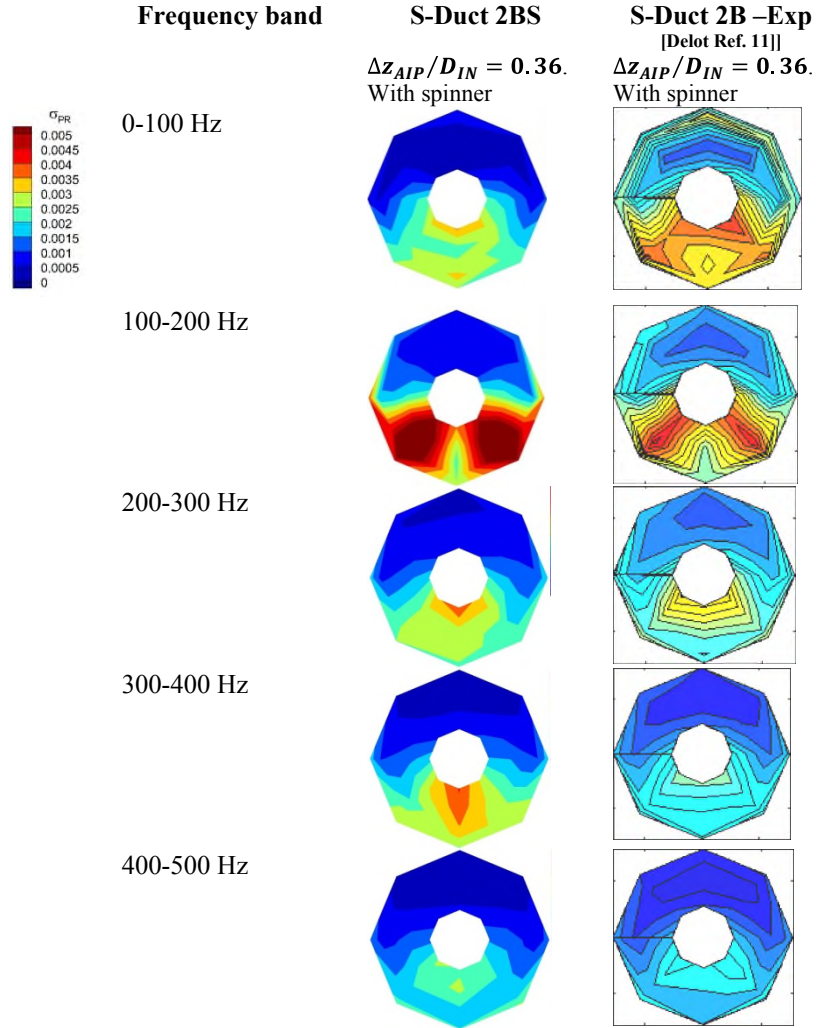 Frequency band S-Duct 2BS S-Duct 2B –Exp
[Delot Ref. 11]]
Δz_AIP/D_IN = 0.36. Δz_AIP/D_IN = 0.36.
With spinner With spinner
0-100 Hz
σ_PR
0.005
0.0045
0.004
0.0035
0.003
0.0025
0.002
0.0015
0.001
0.0005
0
100-200 Hz
200-300 Hz
300-400 Hz
400-500 Hz